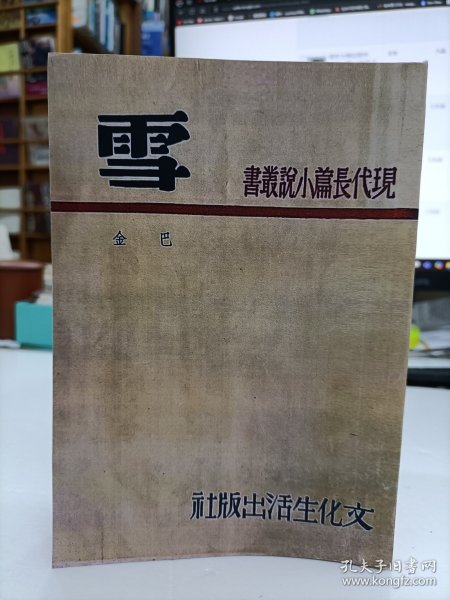 雪
現代長篇小說叢書
巴金
文化生活出版社
孔夫子旧书网
www.kongfz.com